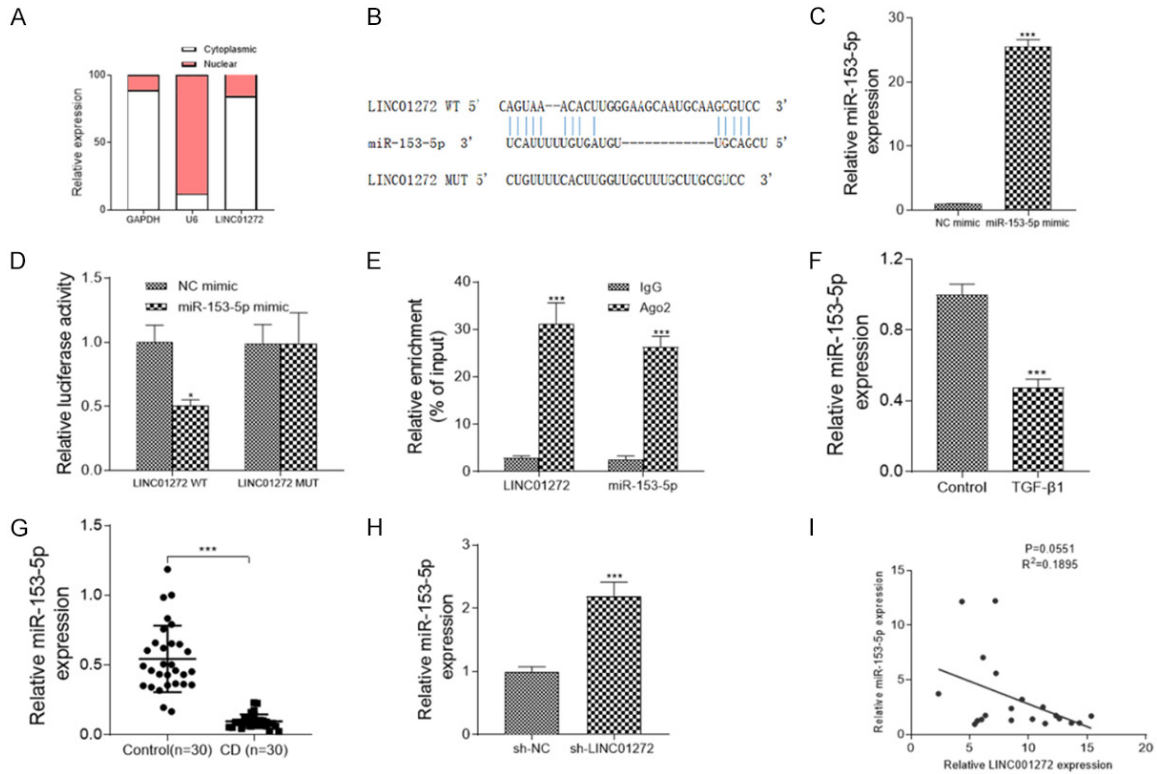 A
Cytoplasmic
Nuclear
Relative expression
100
50
0
GAPDH U6 LINC01272
B
LINC01272 WT 5' CAGUAA--ACACUUGGGAAGCAAUGCAAGCGUCC 3'
miR-153-5p 3' UCAUUUUUGUGAUGU-------------UGCAGCU 5'
LINC01272 MUT 5' CUGUUUUCACUUGGUUGCUUUGCUUGCGUCC 3'
C
Relative miR-153-5p
expression
30
20
10
0
***
NC mimic miR-153-5p mimic
D
Relative luciferase activity
NC mimic
miR-153-5p mimic
1.5
1.0
0.5
0.0
*
LINC01272 WT LINC01272 MUT
E
Relative enrichment
(% of input)
IgG
Ago2
40
30
20
10
0
***
***
LINC01272 miR-153-5p
F
Relative miR-153-5p
expression
1.2
0.8
0.4
0.0
***
Control TGF-β1
G
Relative miR-153-5p
expression
1.5
1.0
0.5
0.0
***
Control(n=30) CD (n=30)
H
Relative miR-153-5p
expression
3
2
1
0
***
sh-NC sh-LINC01272
I
P=0.0551
R²=0.1895
Relative miR-153-5p expression
15
10
5
0
0 5 10 15 20
Relative LINC001272 expression